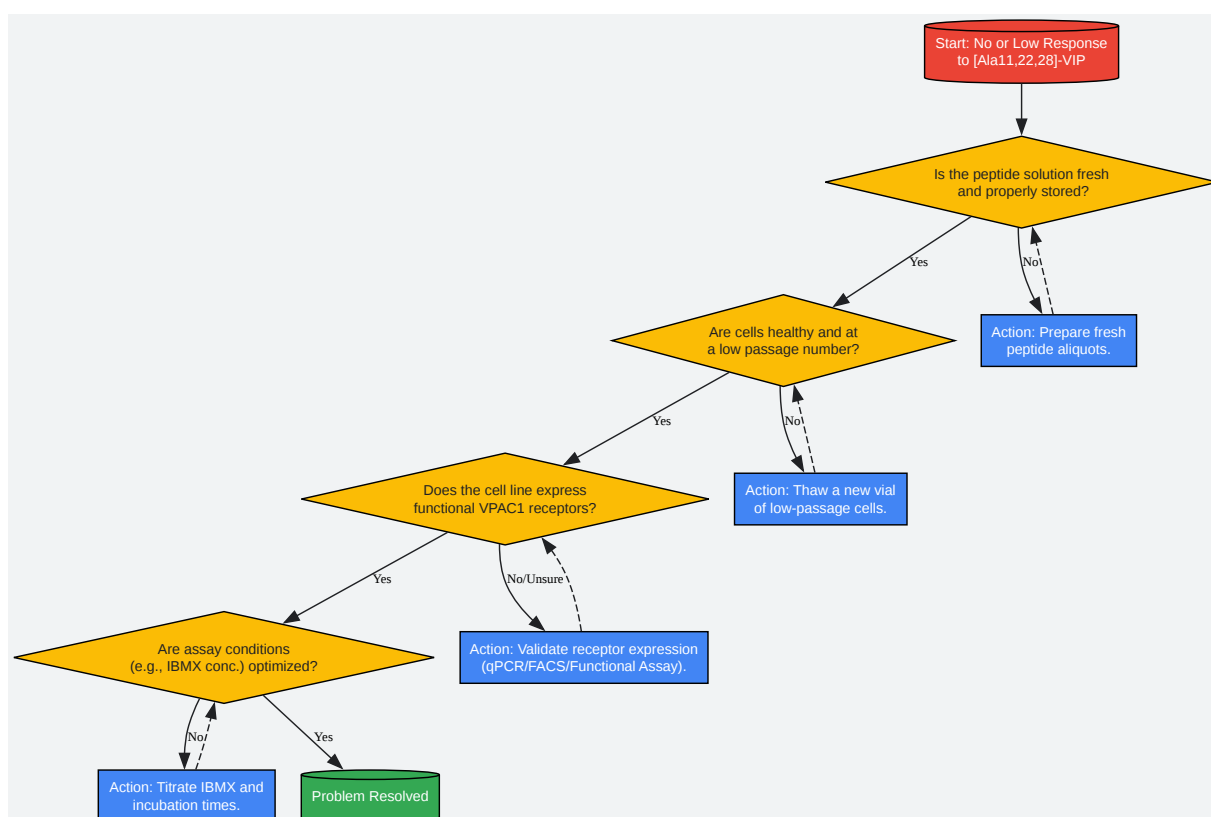 Start: No or Low Response
to [Ala11,22,28]-VIP
Is the peptide solution fresh
and properly stored?
Yes
No
Are cells healthy and at
a low passage number?
Action: Prepare fresh
peptide aliquots.
Yes
No
Does the cell line express
functional VPAC1 receptors?
Action: Thaw a new vial
of low-passage cells.
Yes
No/Unsure
Are assay conditions
(e.g., IBMX conc.) optimized?
Action: Validate receptor expression
(qPCR/FACS/Functional Assay).
No
Yes
Action: Titrate IBMX and
incubation times.
Problem Resolved